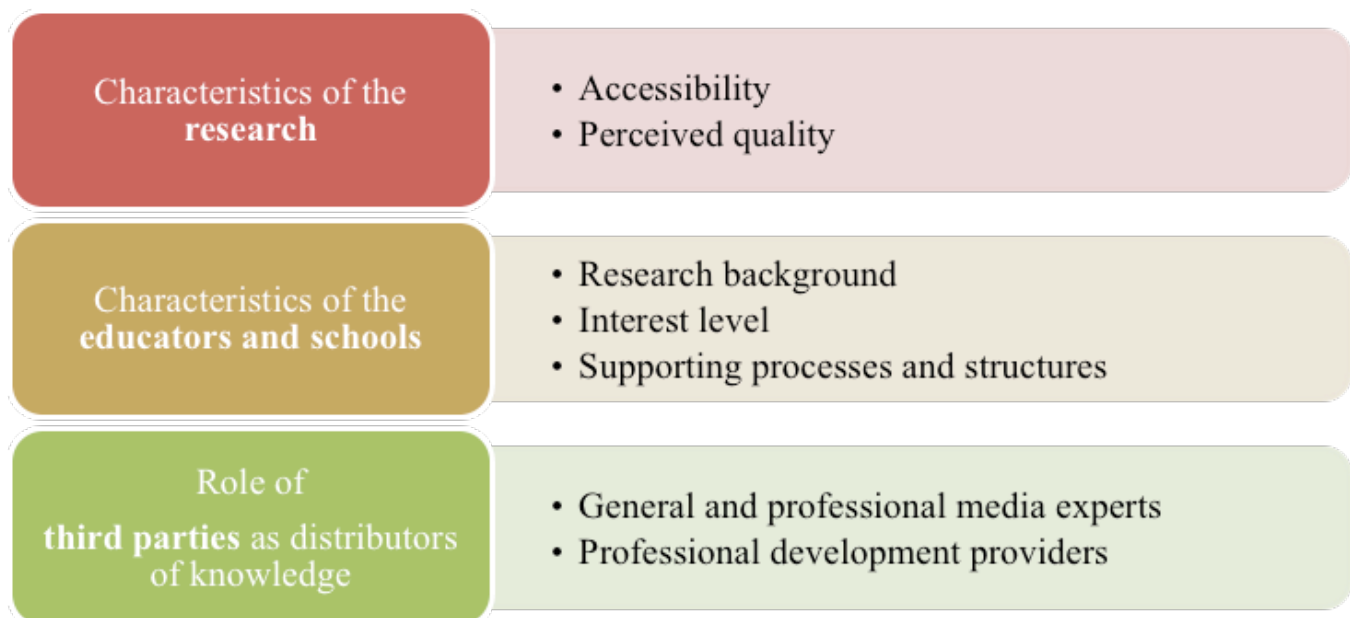 Characteristics of the
research
• Accessibility
• Perceived quality
Characteristics of the
educators and schools
• Research background
• Interest level
• Supporting processes and structures
Role of
third parties as distributors
of knowledge
• General and professional media experts
• Professional development providers